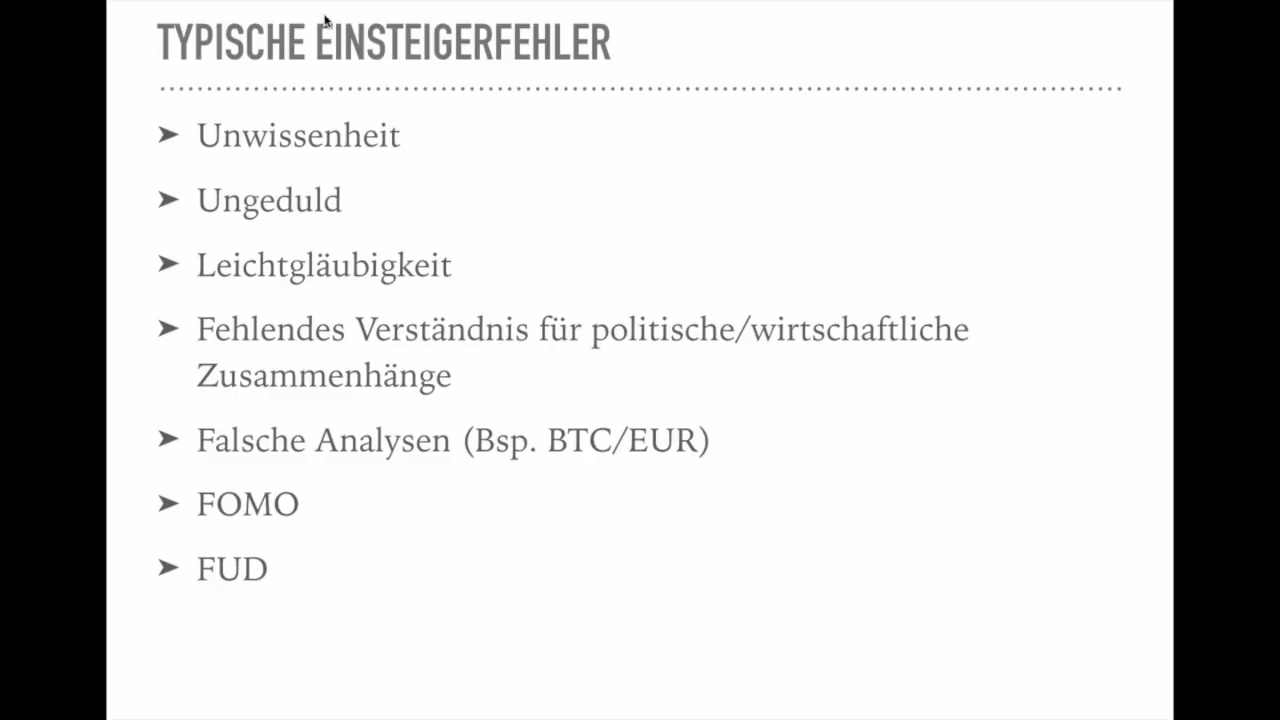 TYPISCHE EINSTEIGERFEHLER
➤ Unwissenheit
➤ Ungeduld
➤ Leichtgläubigkeit
➤ Fehlendes Verständnis für politische/wirtschaftliche
Zusammenhänge
➤ Falsche Analysen (Bsp. BTC/EUR)
➤ FOMO
➤ FUD